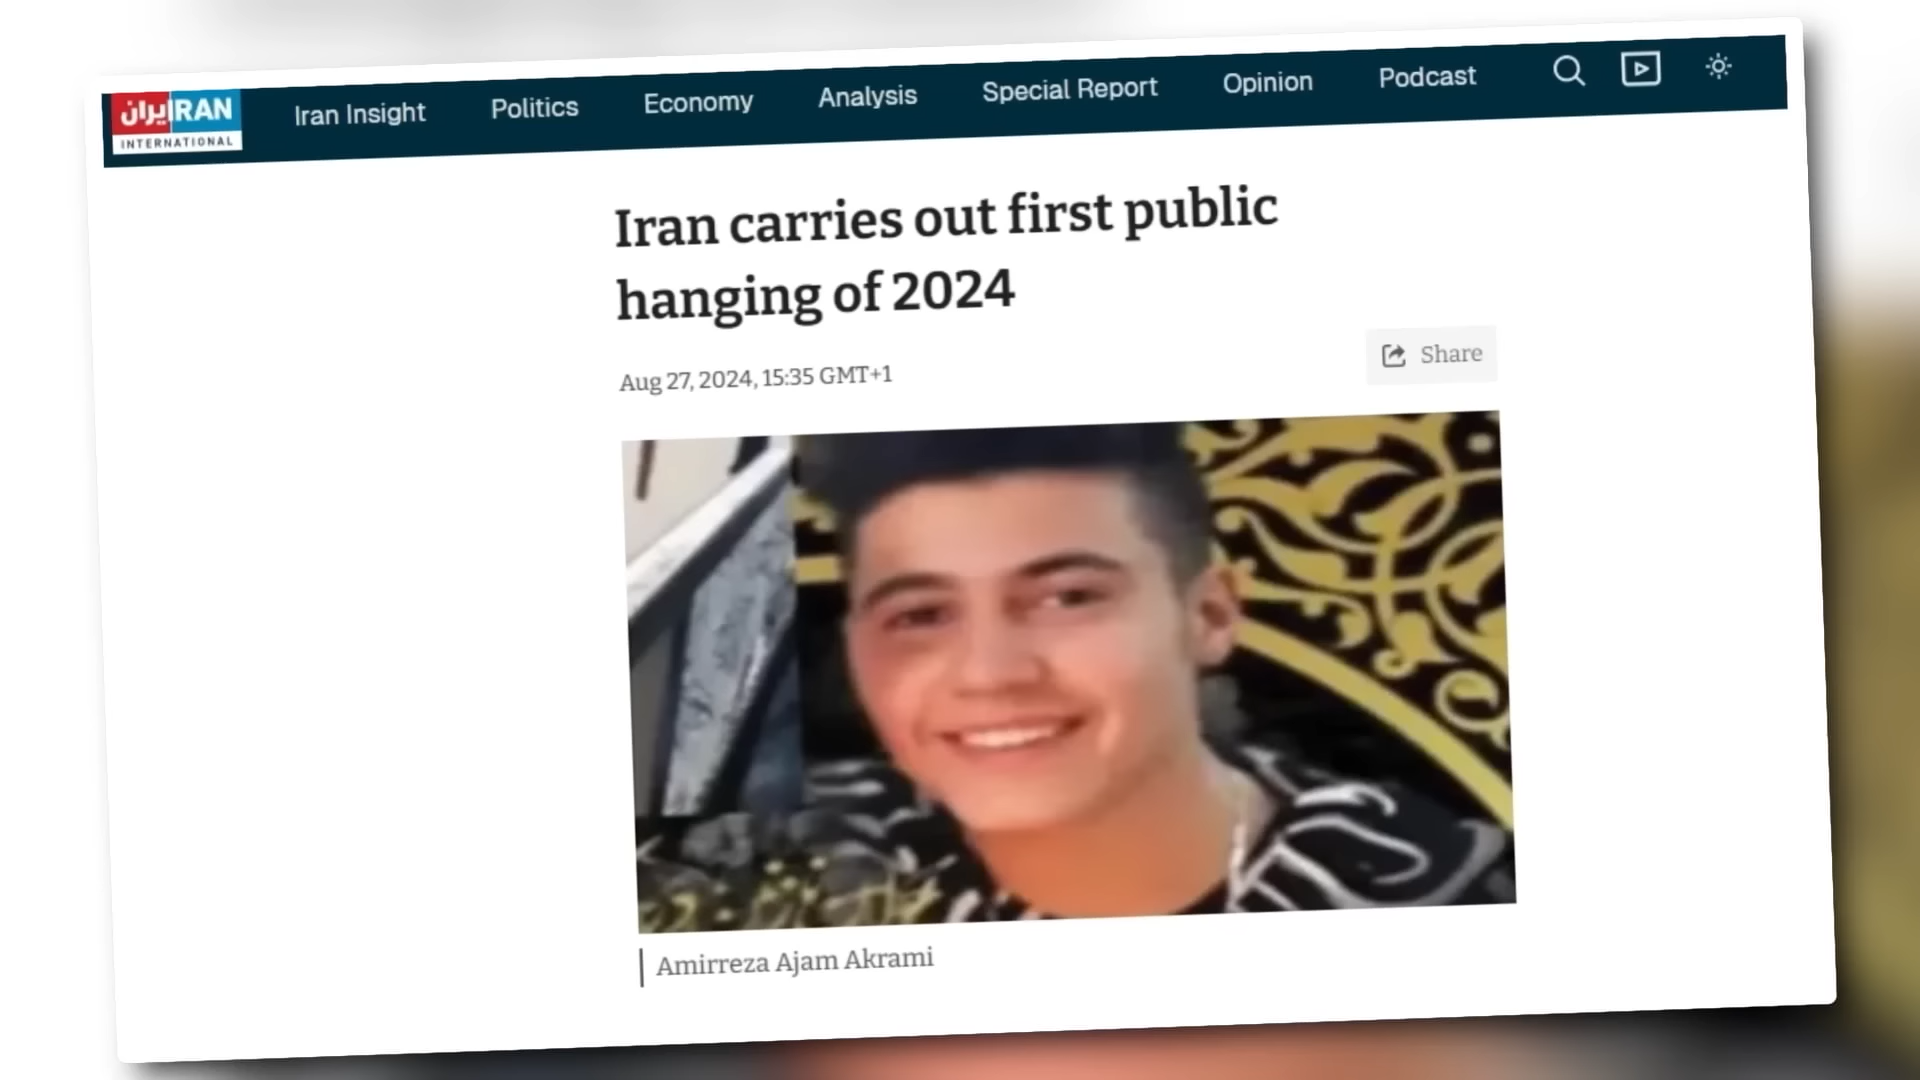 ایران IRAN
INTERNATIONAL
Iran Insight
Politics
Economy
Analysis
Special Report
Opinion
Podcast
Iran carries out first public
hanging of 2024
Aug 27, 2024, 15:35 GMT+1
Share
Amirreza Ajam Akrami